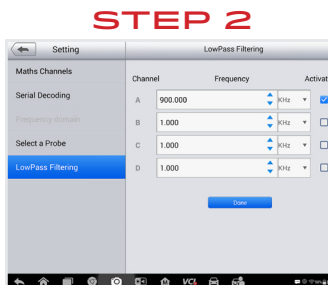 STEP 2
Setting
LowPass Filtering
Maths Channels
Serial Decoding
Frequency domain
Select a Probe
LowPass Filtering
Channel Frequency Activat
A 900.000 KHz
B 1.000 KHz
C 1.000 KHz
D 1.000 KHz
Done
VCI